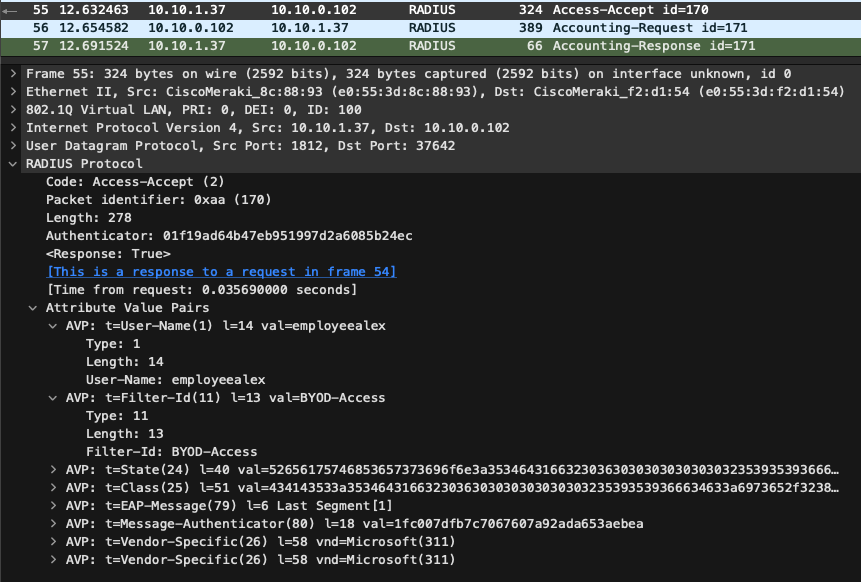 55 12.632463 10.10.1.37 10.10.0.102 RADIUS 324 Access-Accept id=170
56 12.654582 10.10.0.102 10.10.1.37 RADIUS 389 Accounting-Request id=171
57 12.691524 10.10.1.37 10.10.0.102 RADIUS 66 Accounting-Response id=171
Frame 55: 324 bytes on wire (2592 bits), 324 bytes captured (2592 bits) on interface unknown, id 0
Ethernet II, Src: CiscoMeraki_8c:88:93 (e0:55:3d:8c:88:93), Dst: CiscoMeraki_f2:d1:54 (e0:55:3d:f2:d1:54)
802.1Q Virtual LAN, PRI: 0, DEI: 0, ID: 100
Internet Protocol Version 4, Src: 10.10.1.37, Dst: 10.10.0.102
User Datagram Protocol, Src Port: 1812, Dst Port: 37642
RADIUS Protocol
Code: Access-Accept (2)
Packet identifier: 0xaa (170)
Length: 278
Authenticator: 01f19ad64b47eb951997d2a6085b24ec
<Response: True>
[This is a response to a request in frame 54]
[Time from request: 0.035690000 seconds]
Attribute Value Pairs
AVP: t=User-Name(1) l=14 val=employeealex
Type: 1
Length: 14
User-Name: employeealex
AVP: t=Filter-Id(11) l=13 val=BYOD-Access
Type: 11
Length: 13
Filter-Id: BYOD-Access
AVP: t=State(24) l=40 val=52656175746853657373696f6e3a35346431663230363030303030303032353935393666…
AVP: t=Class(25) l=51 val=434143533a353464316632303630303030303030303235393539366634633a6973652f3238…
AVP: t=EAP-Message(79) l=6 Last Segment[1]
AVP: t=Message-Authenticator(80) l=18 val=1fc007dfb7c7067607a92ada653aebea
AVP: t=Vendor-Specific(26) l=58 vnd=Microsoft(311)
AVP: t=Vendor-Specific(26) l=58 vnd=Microsoft(311)